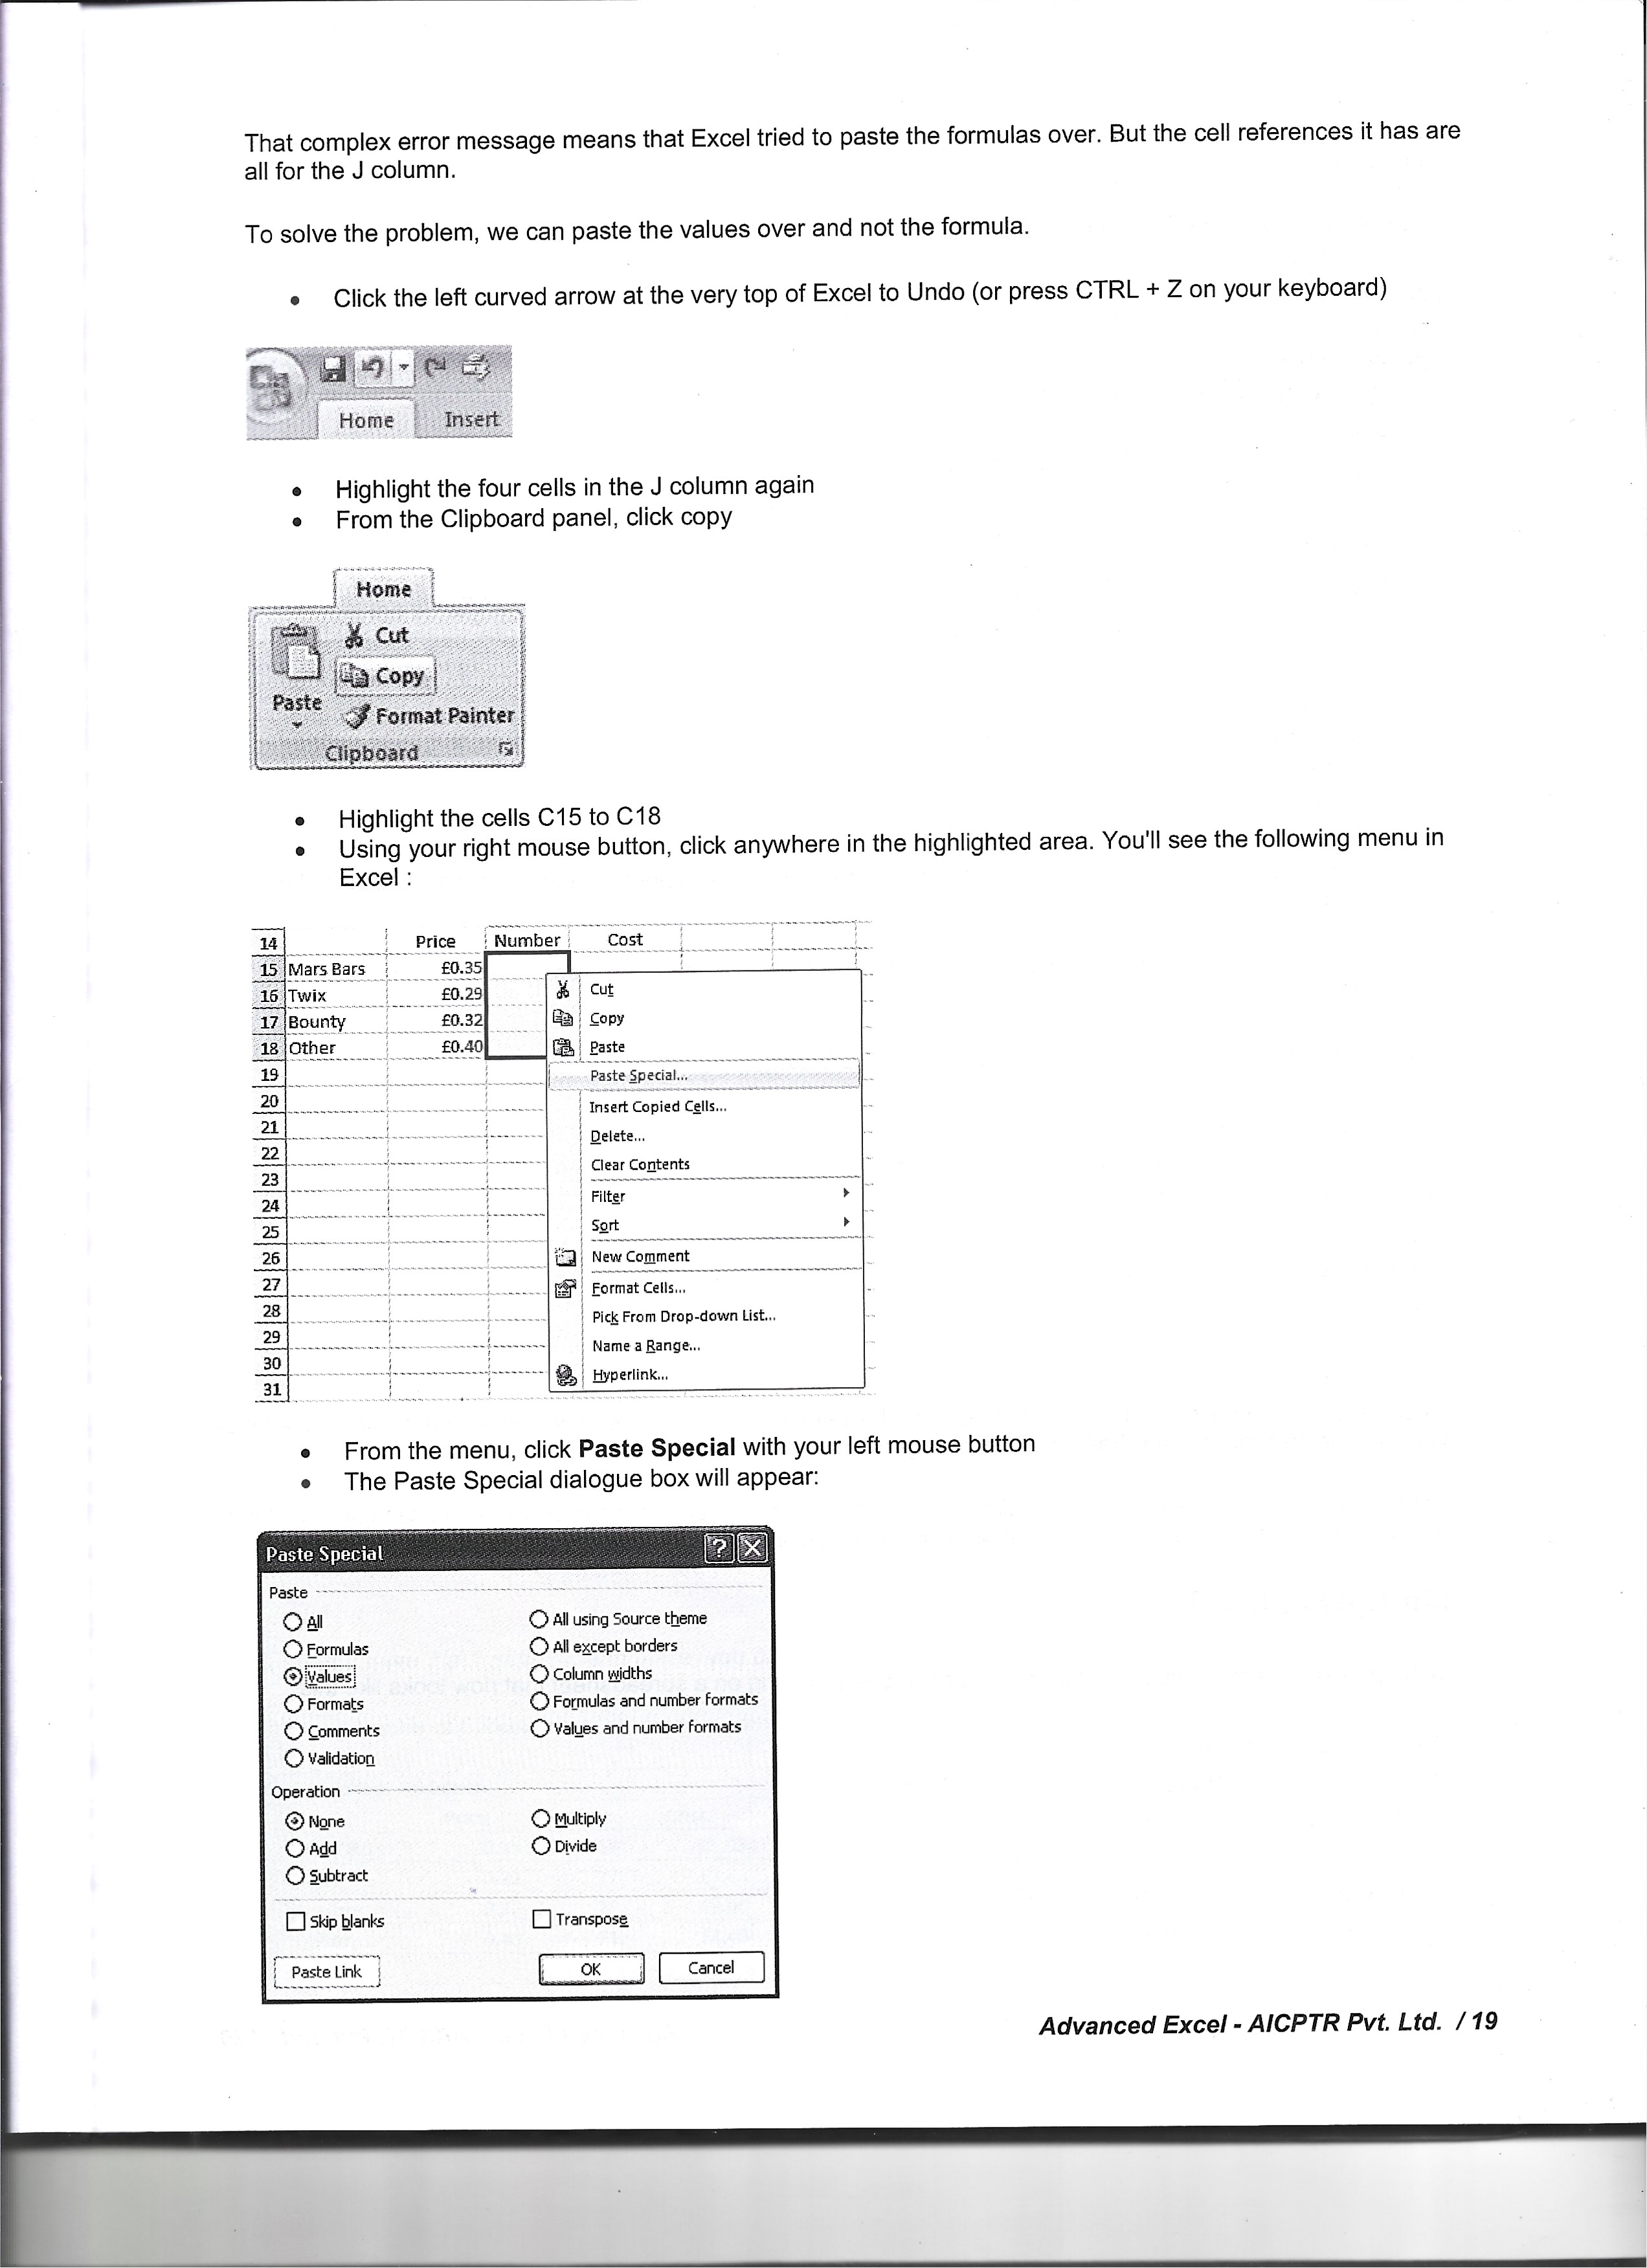 That complex error message means that Excel tried to paste the formulas over. But the cell references it has are
all for the J column.
To solve the problem, we can paste the values over and not the formula.
• Click the left curved arrow at the very top of Excel to Undo (or press CTRL + Z on your keyboard)
Home Insert
• Highlight the four cells in the J column again
• From the Clipboard panel, click copy
Home
Cut
Copy
Paste
Format Painter
Clipboard
• Highlight the cells C15 to C18
• Using your right mouse button, click anywhere in the highlighted area. You'll see the following menu in
Excel :
14 Price Number Cost
15 Mars Bars £0.35
16 Twix £0.29
17 Bounty £0.32
18 Other £0.40
19
20
21
22
23
24
25
26
27
28
29
30
31
Cut
Copy
Paste
Paste Special...
Insert Copied Cells...
Delete...
Clear Contents
Filter
Sort
New Comment
Format Cells...
Pick From Drop-down List...
Name a Range...
Hyperlink...
• From the menu, click Paste Special with your left mouse button
• The Paste Special dialogue box will appear:
Paste Special ? X
Paste
All All using Source theme
Formulas All except borders
Values Column widths
Formats Formulas and number formats
Comments Values and number formats
Validation
Operation
None Multiply
Add Divide
Subtract
Skip blanks Transpose
Paste Link OK Cancel
Advanced Excel - AICPTR Pvt. Ltd. / 19